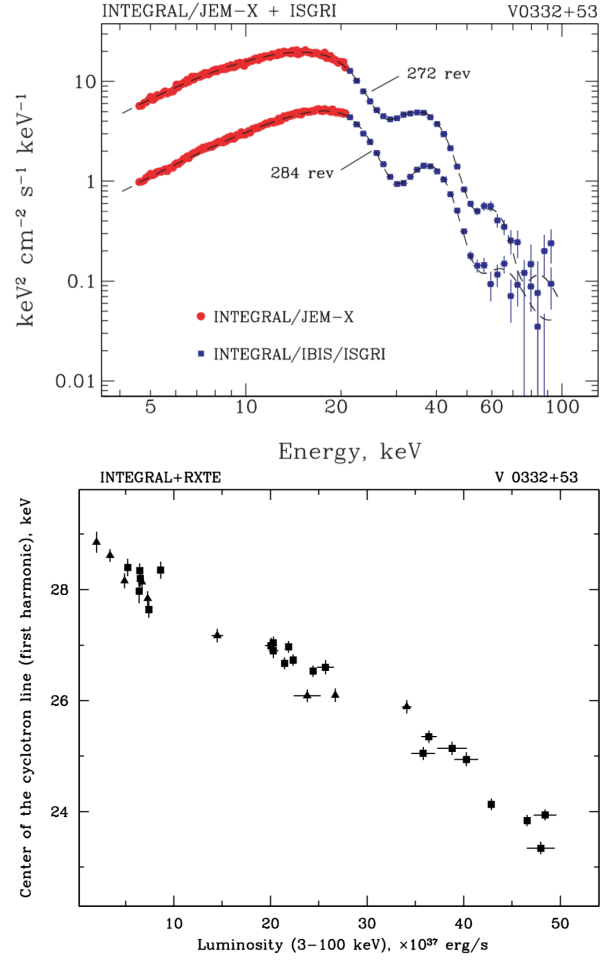 INTEGRAL/JEM-X + ISGRI V0332+53
keV² cm⁻² s⁻¹ keV⁻¹
10
1
0.1
0.01
272 rev
284 rev
INTEGRAL/JEM-X
INTEGRAL/IBIS/ISGRI
5 10 20 40 60 100
Energy, keV
INTEGRAL+RXTE V 0332+53
Center of the cyclotron line (first harmonic), keV
28
26
24
10 20 30 40 50
Luminosity (3-100 keV), ×10³⁷ erg/s